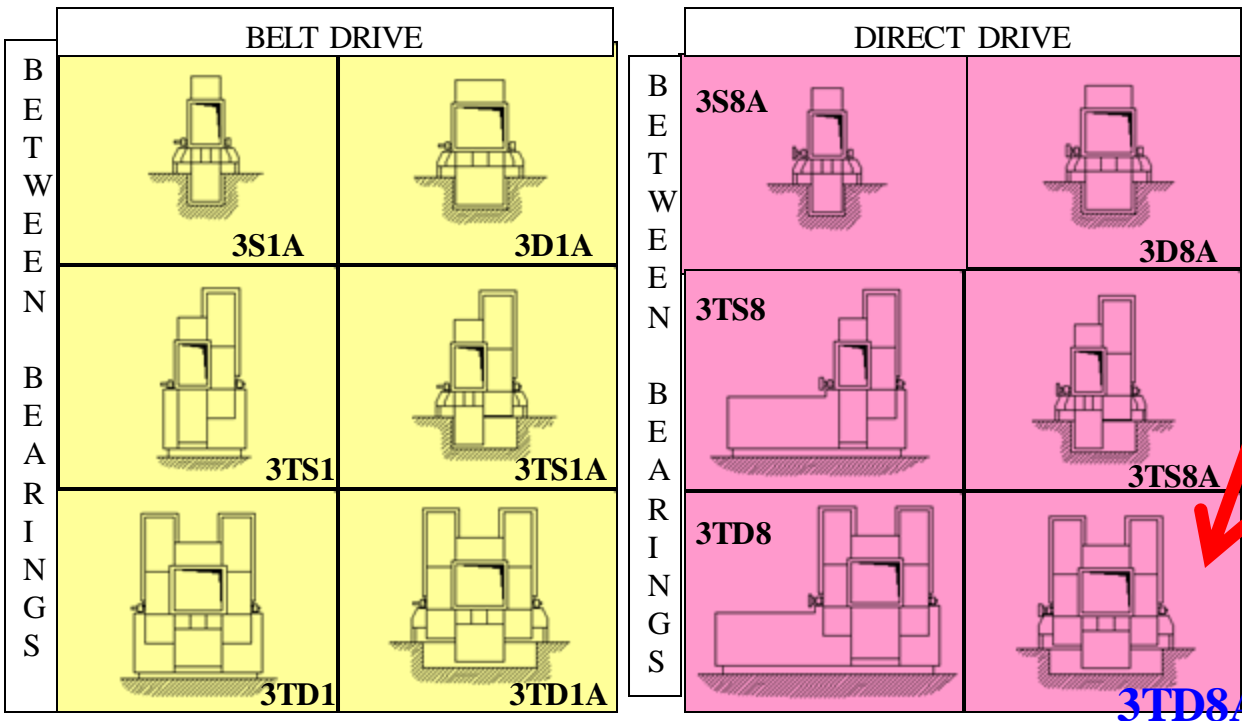 BELT DRIVE
DIRECT DRIVE
BETWEEN BEARINGS
3S1A
3D1A
3TS1
3TS1A
3TD1
3TD1A
BETWEEN BEARINGS
3S8A
3D8A
3TS8
3TS8A
3TD8
3TD8A